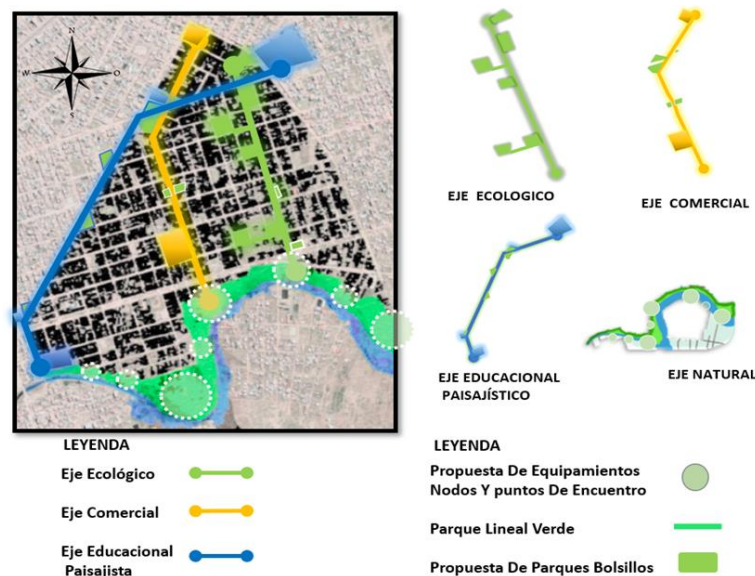 N
O
S
EJE ECOLOGICO
EJE COMERCIAL
EJE EDUCACIONAL
PAISAJÍSTICO
EJE NATURAL
LEYENDA
Eje Ecológico
Eje Comercial
Eje Educacional
Paisajista
LEYENDA
Propuesta De Equipamientos
Nodos Y puntos De Encuentro
Parque Lineal Verde
Propuesta De Parques Bolsillos